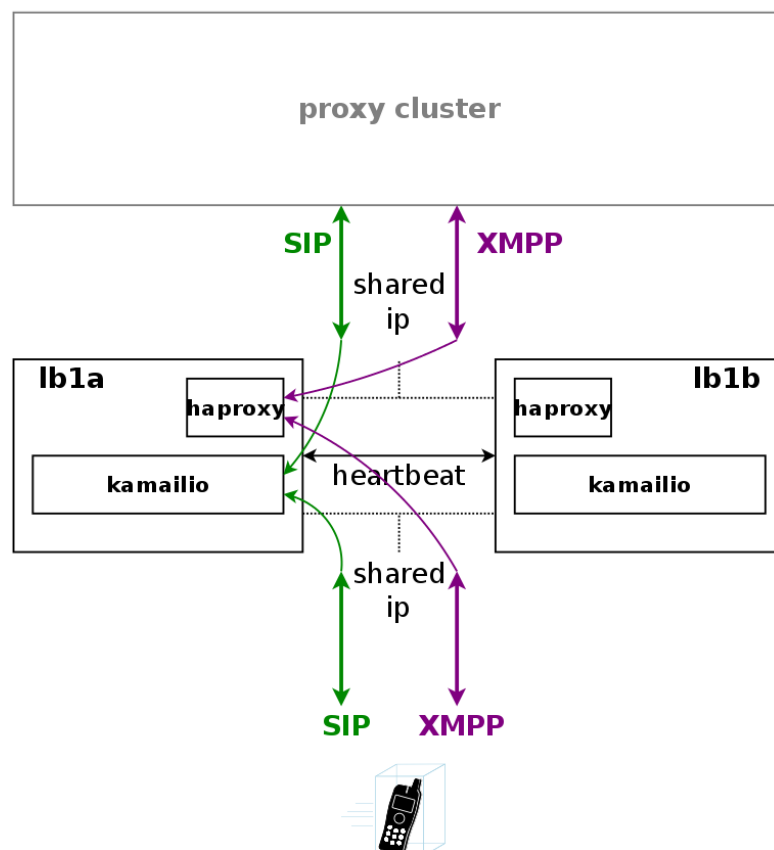 proxy cluster
SIP
XMPP
shared
ip
lb1a
lb1b
haproxy
haproxy
heartbeat
kamailio
kamailio
shared
ip
SIP
XMPP